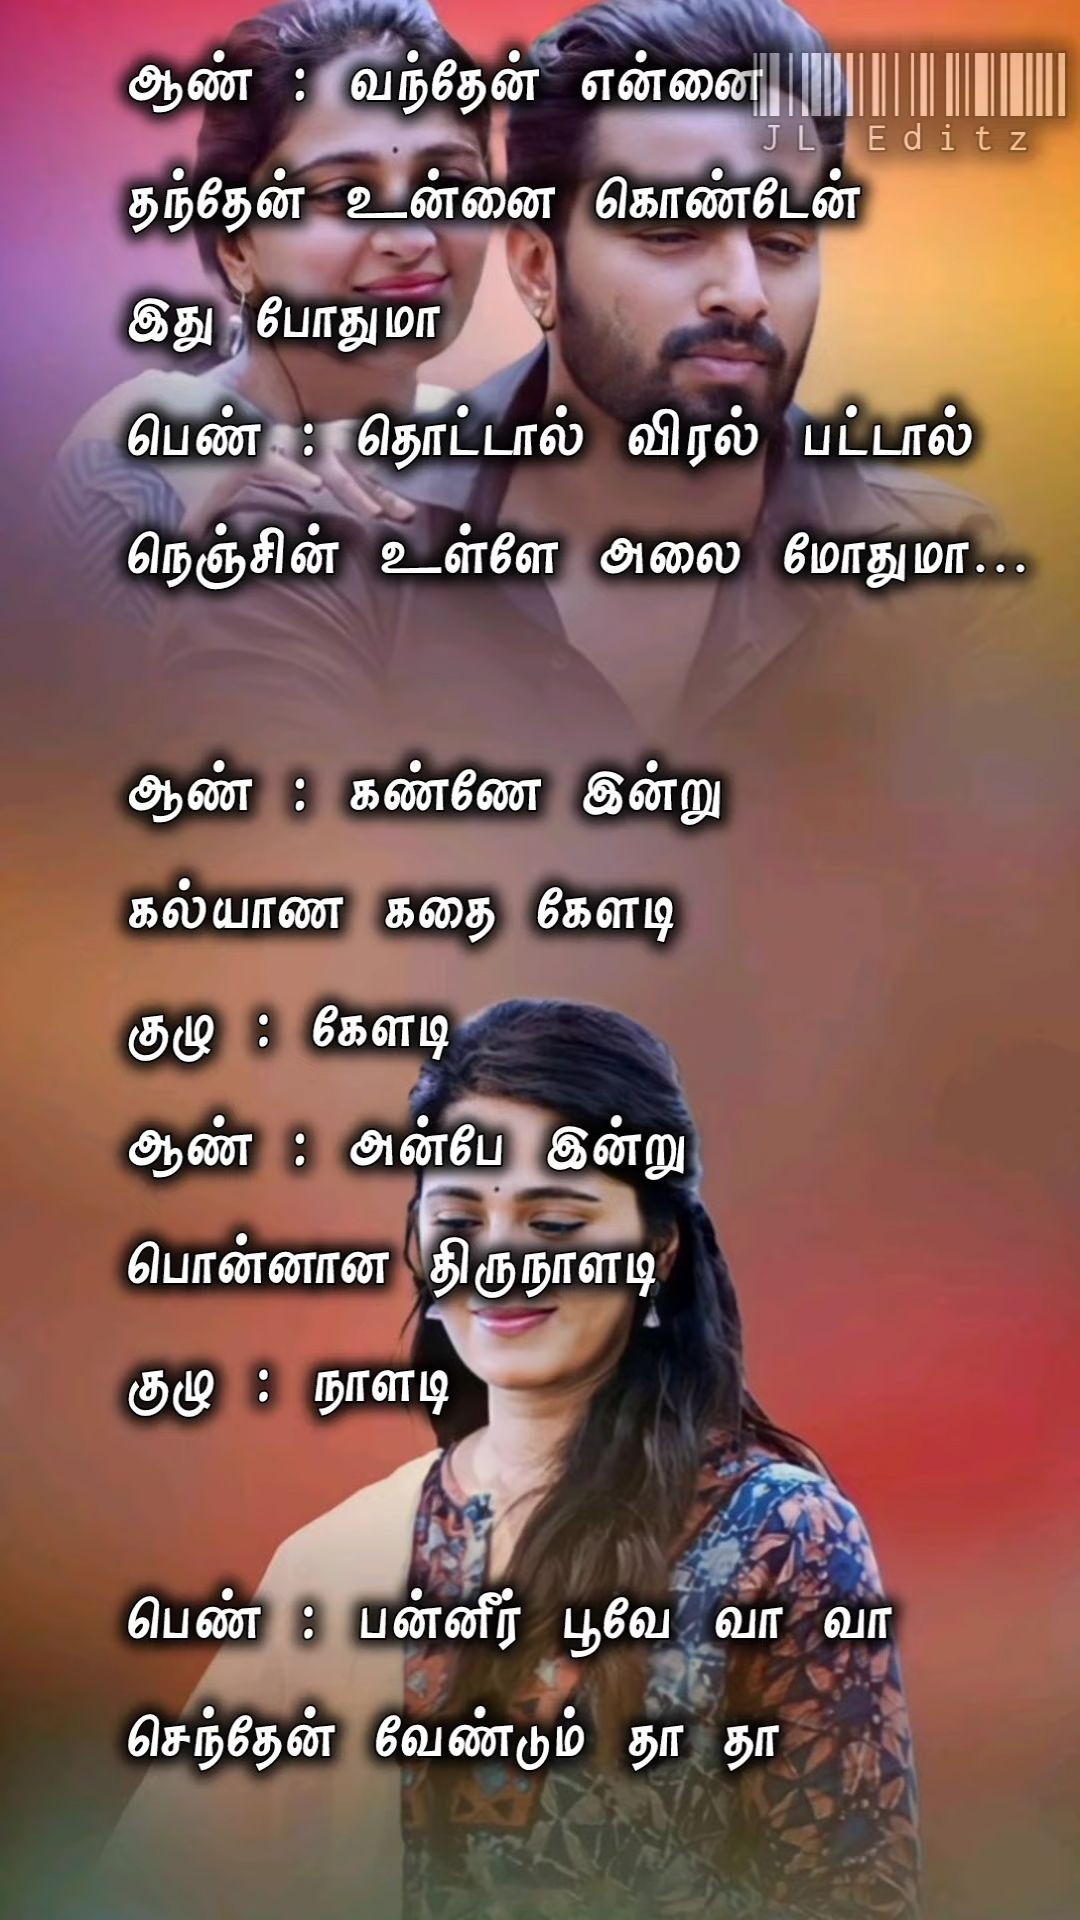 ஆண் : வந்தேன் என்னை
JL Editz
தந்தேன் உன்னை கொண்டேன்
இது போதுமா
பெண் : தொட்டால் விரல் பட்டால்
நெஞ்சின் உள்ளே அலை மோதுமா...
ஆண் : கண்ணே இன்று
கல்யாண கதை கேளடி
குழு : கேளடி
ஆண் : அன்பே இன்று
பொன்னான திருநாளடி
குழு : நாளடி
பெண் : பன்னீர் பூவே வா வா
செந்தேன் வேண்டும் தா தா